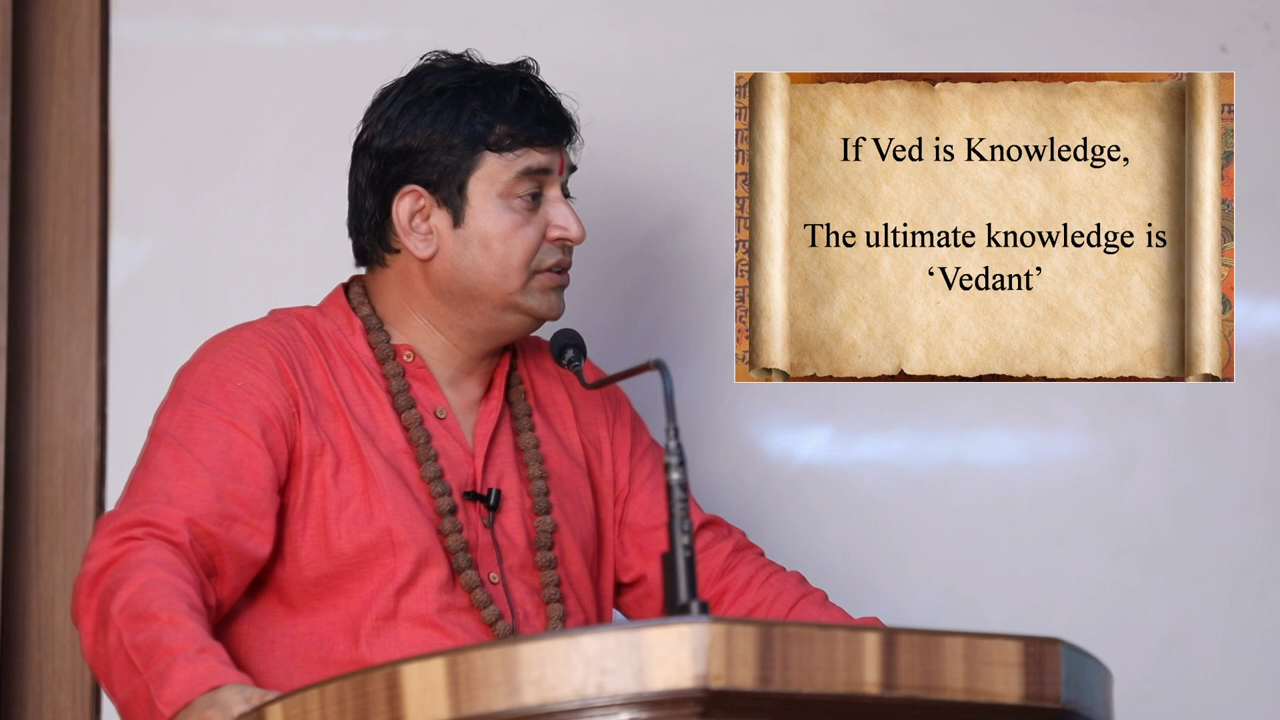 If Ved is Knowledge,
The ultimate knowledge is
‘Vedant’